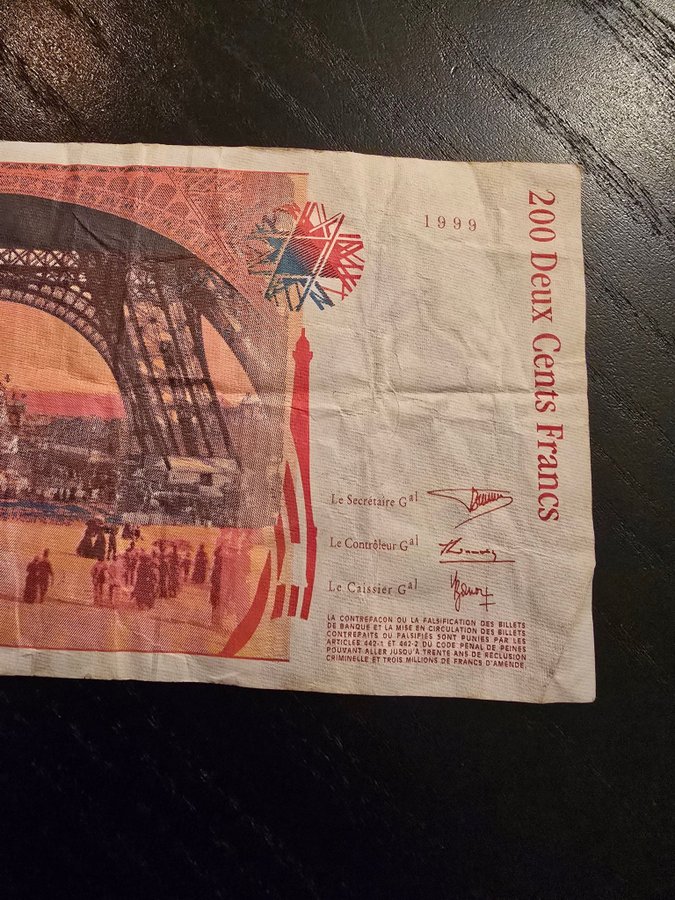 1999
200 Deux Cents Francs
Le Secrétaire Gal
Le Contrôleur Gal
Le Caissier Gal
LA CONTREFAÇON OU LA FALSIFICATION DES BILLETS
DE BANQUE ET LA MISE EN CIRCULATION DES BILLETS
CONTREFAITS OU FALSIFIÉS SONT PUNIES PAR LES
ARTICLES 442-1 ET 442-2 DU CODE PÉNAL DE PEINES
POUVANT ALLER JUSQU'À TRENTE ANS DE RÉCLUSION
CRIMINELLE ET TROIS MILLIONS DE FRANCS D'AMENDE.